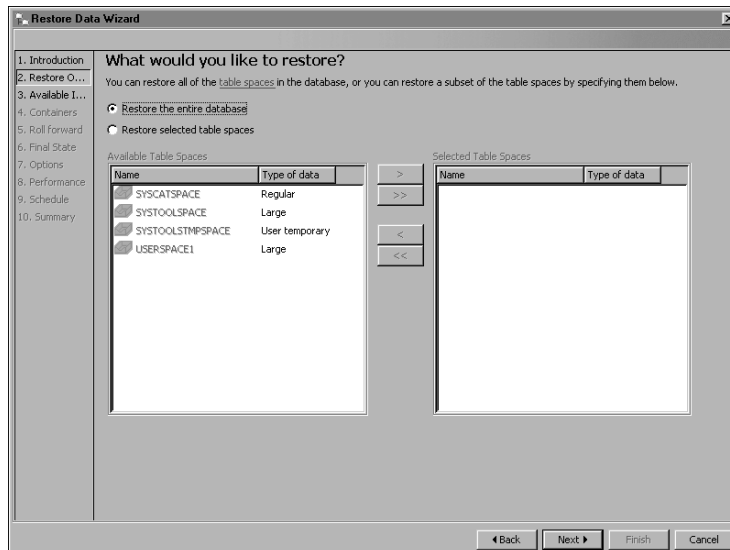 Restore Data Wizard
1. Introduction
2. Restore O...
3. Available I...
4. Containers
5. Roll forward
6. Final State
7. Options
8. Performance
9. Schedule
10. Summary
What would you like to restore?
You can restore all of the table spaces in the database, or you can restore a subset of the table spaces by specifying them below.
Restore the entire database
Restore selected table spaces
Available Table Spaces
Name Type of data
SYSCATSPACE Regular
SYSTOOLSPACE Large
SYSTOOLSTMPSPACE User temporary
USERSPACE1 Large
>
>>
<
<<
Selected Table Spaces
Name Type of data
Back Next Finish Cancel